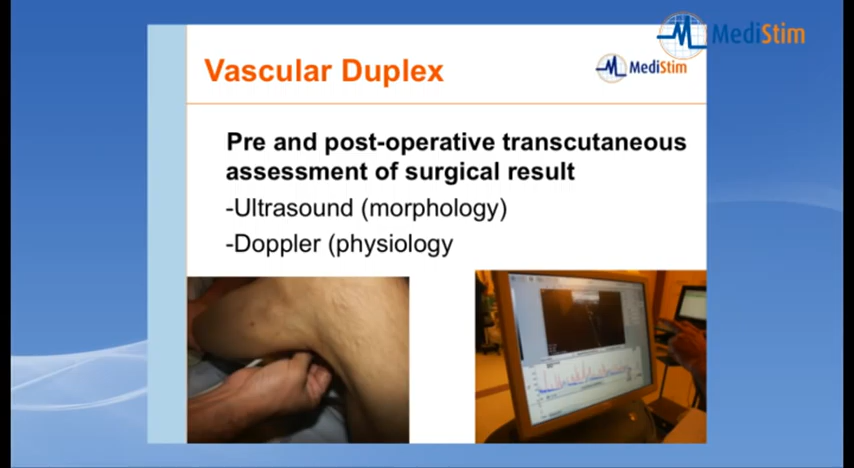 MediStim
Vascular Duplex
MediStim
Pre and post-operative transcutaneous
assessment of surgical result
-Ultrasound (morphology)
-Doppler (physiology